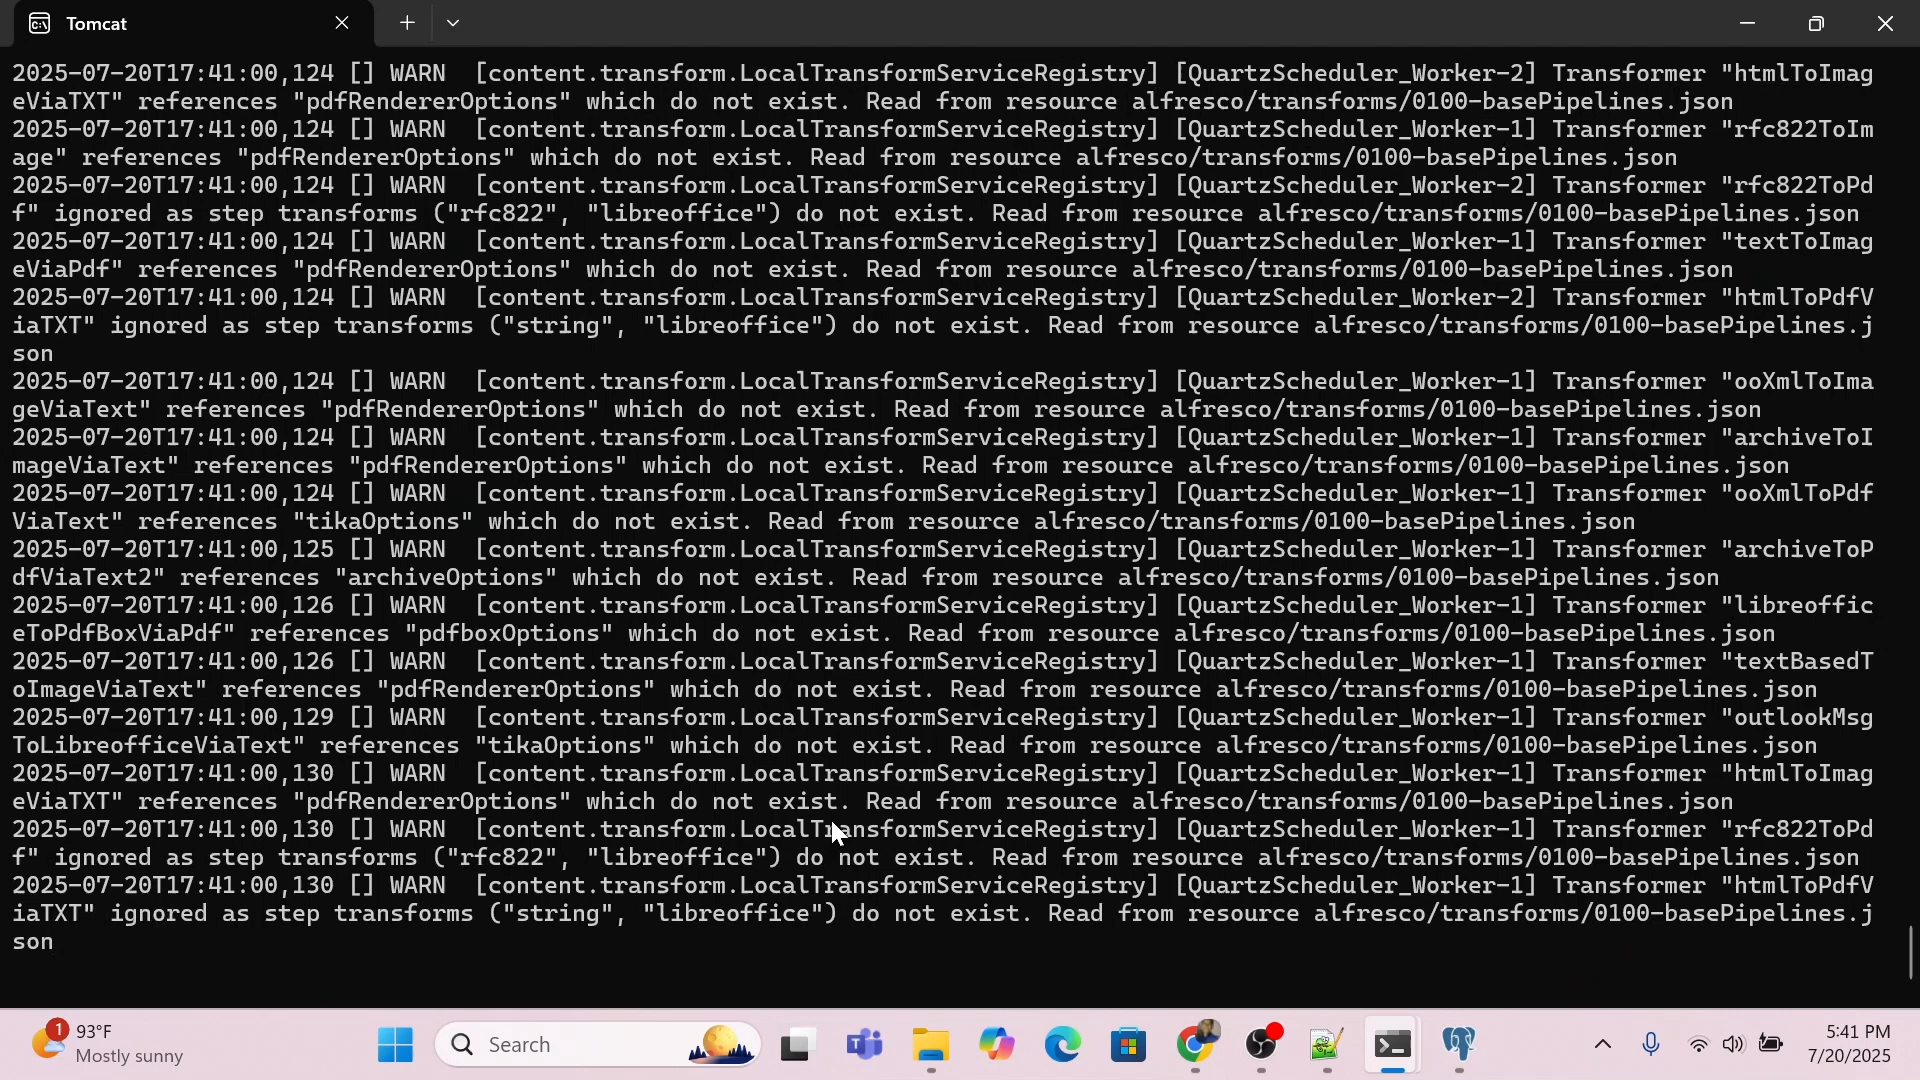 Tomcat
2025-07-20T17:41:00,124 [] WARN  [content.transform.LocalTransformServiceRegistry] [QuartzScheduler_Worker-2] Transformer "htmlToImag
eViaTXT" references "pdfRendererOptions" which do not exist. Read from resource alfresco/transforms/0100-basePipelines.json
2025-07-20T17:41:00,124 [] WARN  [content.transform.LocalTransformServiceRegistry] [QuartzScheduler_Worker-1] Transformer "rfc822ToIm
age" references "pdfRendererOptions" which do not exist. Read from resource alfresco/transforms/0100-basePipelines.json
2025-07-20T17:41:00,124 [] WARN  [content.transform.LocalTransformServiceRegistry] [QuartzScheduler_Worker-2] Transformer "rfc822ToPd
f" ignored as step transforms ("rfc822", "libreoffice") do not exist. Read from resource alfresco/transforms/0100-basePipelines.json
2025-07-20T17:41:00,124 [] WARN  [content.transform.LocalTransformServiceRegistry] [QuartzScheduler_Worker-1] Transformer "textToImag
eViaPdf" references "pdfRendererOptions" which do not exist. Read from resource alfresco/transforms/0100-basePipelines.json
2025-07-20T17:41:00,124 [] WARN  [content.transform.LocalTransformServiceRegistry] [QuartzScheduler_Worker-2] Transformer "htmlToPdfV
iaTXT" ignored as step transforms ("string", "libreoffice") do not exist. Read from resource alfresco/transforms/0100-basePipelines.j
son
2025-07-20T17:41:00,124 [] WARN  [content.transform.LocalTransformServiceRegistry] [QuartzScheduler_Worker-1] Transformer "ooXmlToIma
geViaText" references "pdfRendererOptions" which do not exist. Read from resource alfresco/transforms/0100-basePipelines.json
2025-07-20T17:41:00,124 [] WARN  [content.transform.LocalTransformServiceRegistry] [QuartzScheduler_Worker-1] Transformer "archiveToI
mageViaText" references "pdfRendererOptions" which do not exist. Read from resource alfresco/transforms/0100-basePipelines.json
2025-07-20T17:41:00,124 [] WARN  [content.transform.LocalTransformServiceRegistry] [QuartzScheduler_Worker-1] Transformer "ooXmlToPdf
ViaText" references "tikaOptions" which do not exist. Read from resource alfresco/transforms/0100-basePipelines.json
2025-07-20T17:41:00,125 [] WARN  [content.transform.LocalTransformServiceRegistry] [QuartzScheduler_Worker-1] Transformer "archiveToP
dfViaText2" references "archiveOptions" which do not exist. Read from resource alfresco/transforms/0100-basePipelines.json
2025-07-20T17:41:00,126 [] WARN  [content.transform.LocalTransformServiceRegistry] [QuartzScheduler_Worker-1] Transformer "libreoffic
eToPdfBoxViaPdf" references "pdfboxOptions" which do not exist. Read from resource alfresco/transforms/0100-basePipelines.json
2025-07-20T17:41:00,126 [] WARN  [content.transform.LocalTransformServiceRegistry] [QuartzScheduler_Worker-1] Transformer "textBasedT
oImageViaText" references "pdfRendererOptions" which do not exist. Read from resource alfresco/transforms/0100-basePipelines.json
2025-07-20T17:41:00,129 [] WARN  [content.transform.LocalTransformServiceRegistry] [QuartzScheduler_Worker-1] Transformer "outlookMsg
ToLibreofficeViaText" references "tikaOptions" which do not exist. Read from resource alfresco/transforms/0100-basePipelines.json
2025-07-20T17:41:00,130 [] WARN  [content.transform.LocalTransformServiceRegistry] [QuartzScheduler_Worker-1] Transformer "htmlToImag
eViaTXT" references "pdfRendererOptions" which do not exist. Read from resource alfresco/transforms/0100-basePipelines.json
2025-07-20T17:41:00,130 [] WARN  [content.transform.LocalTransformServiceRegistry] [QuartzScheduler_Worker-1] Transformer "rfc822ToPd
f" ignored as step transforms ("rfc822", "libreoffice") do not exist. Read from resource alfresco/transforms/0100-basePipelines.json
2025-07-20T17:41:00,130 [] WARN  [content.transform.LocalTransformServiceRegistry] [QuartzScheduler_Worker-1] Transformer "htmlToPdfV
iaTXT" ignored as step transforms ("string", "libreoffice") do not exist. Read from resource alfresco/transforms/0100-basePipelines.j
son
1
93°F
Mostly sunny
Search
5:41 PM
7/20/2025